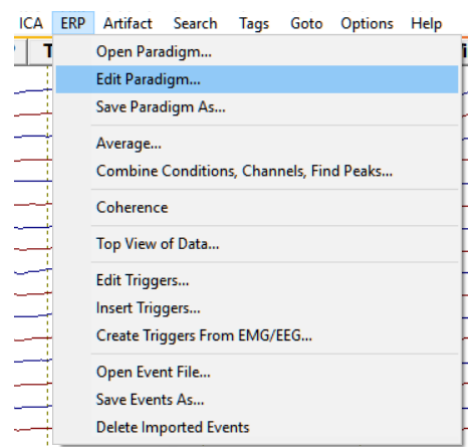 ICA ERP Artifact Search Tags Goto Options Help
Open Paradigm...
Edit Paradigm...
Save Paradigm As...
Average...
Combine Conditions, Channels, Find Peaks...
Coherence
Top View of Data...
Edit Triggers...
Insert Triggers...
Create Triggers From EMG/EEG...
Open Event File...
Save Events As...
Delete Imported Events